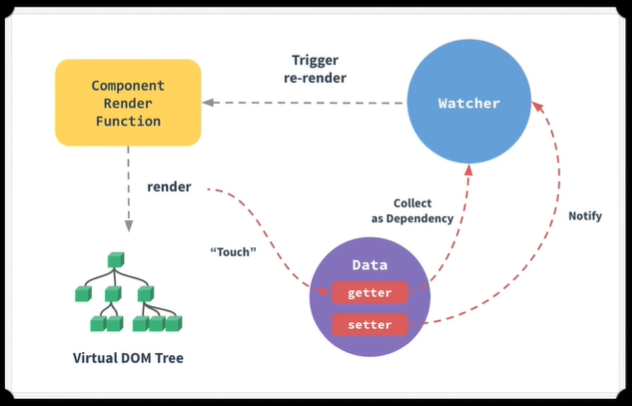 Component
Render
Function
Trigger
re-render
Watcher
render
Collect
as Dependency
Notify
“Touch”
Data
getter
setter
Virtual DOM Tree